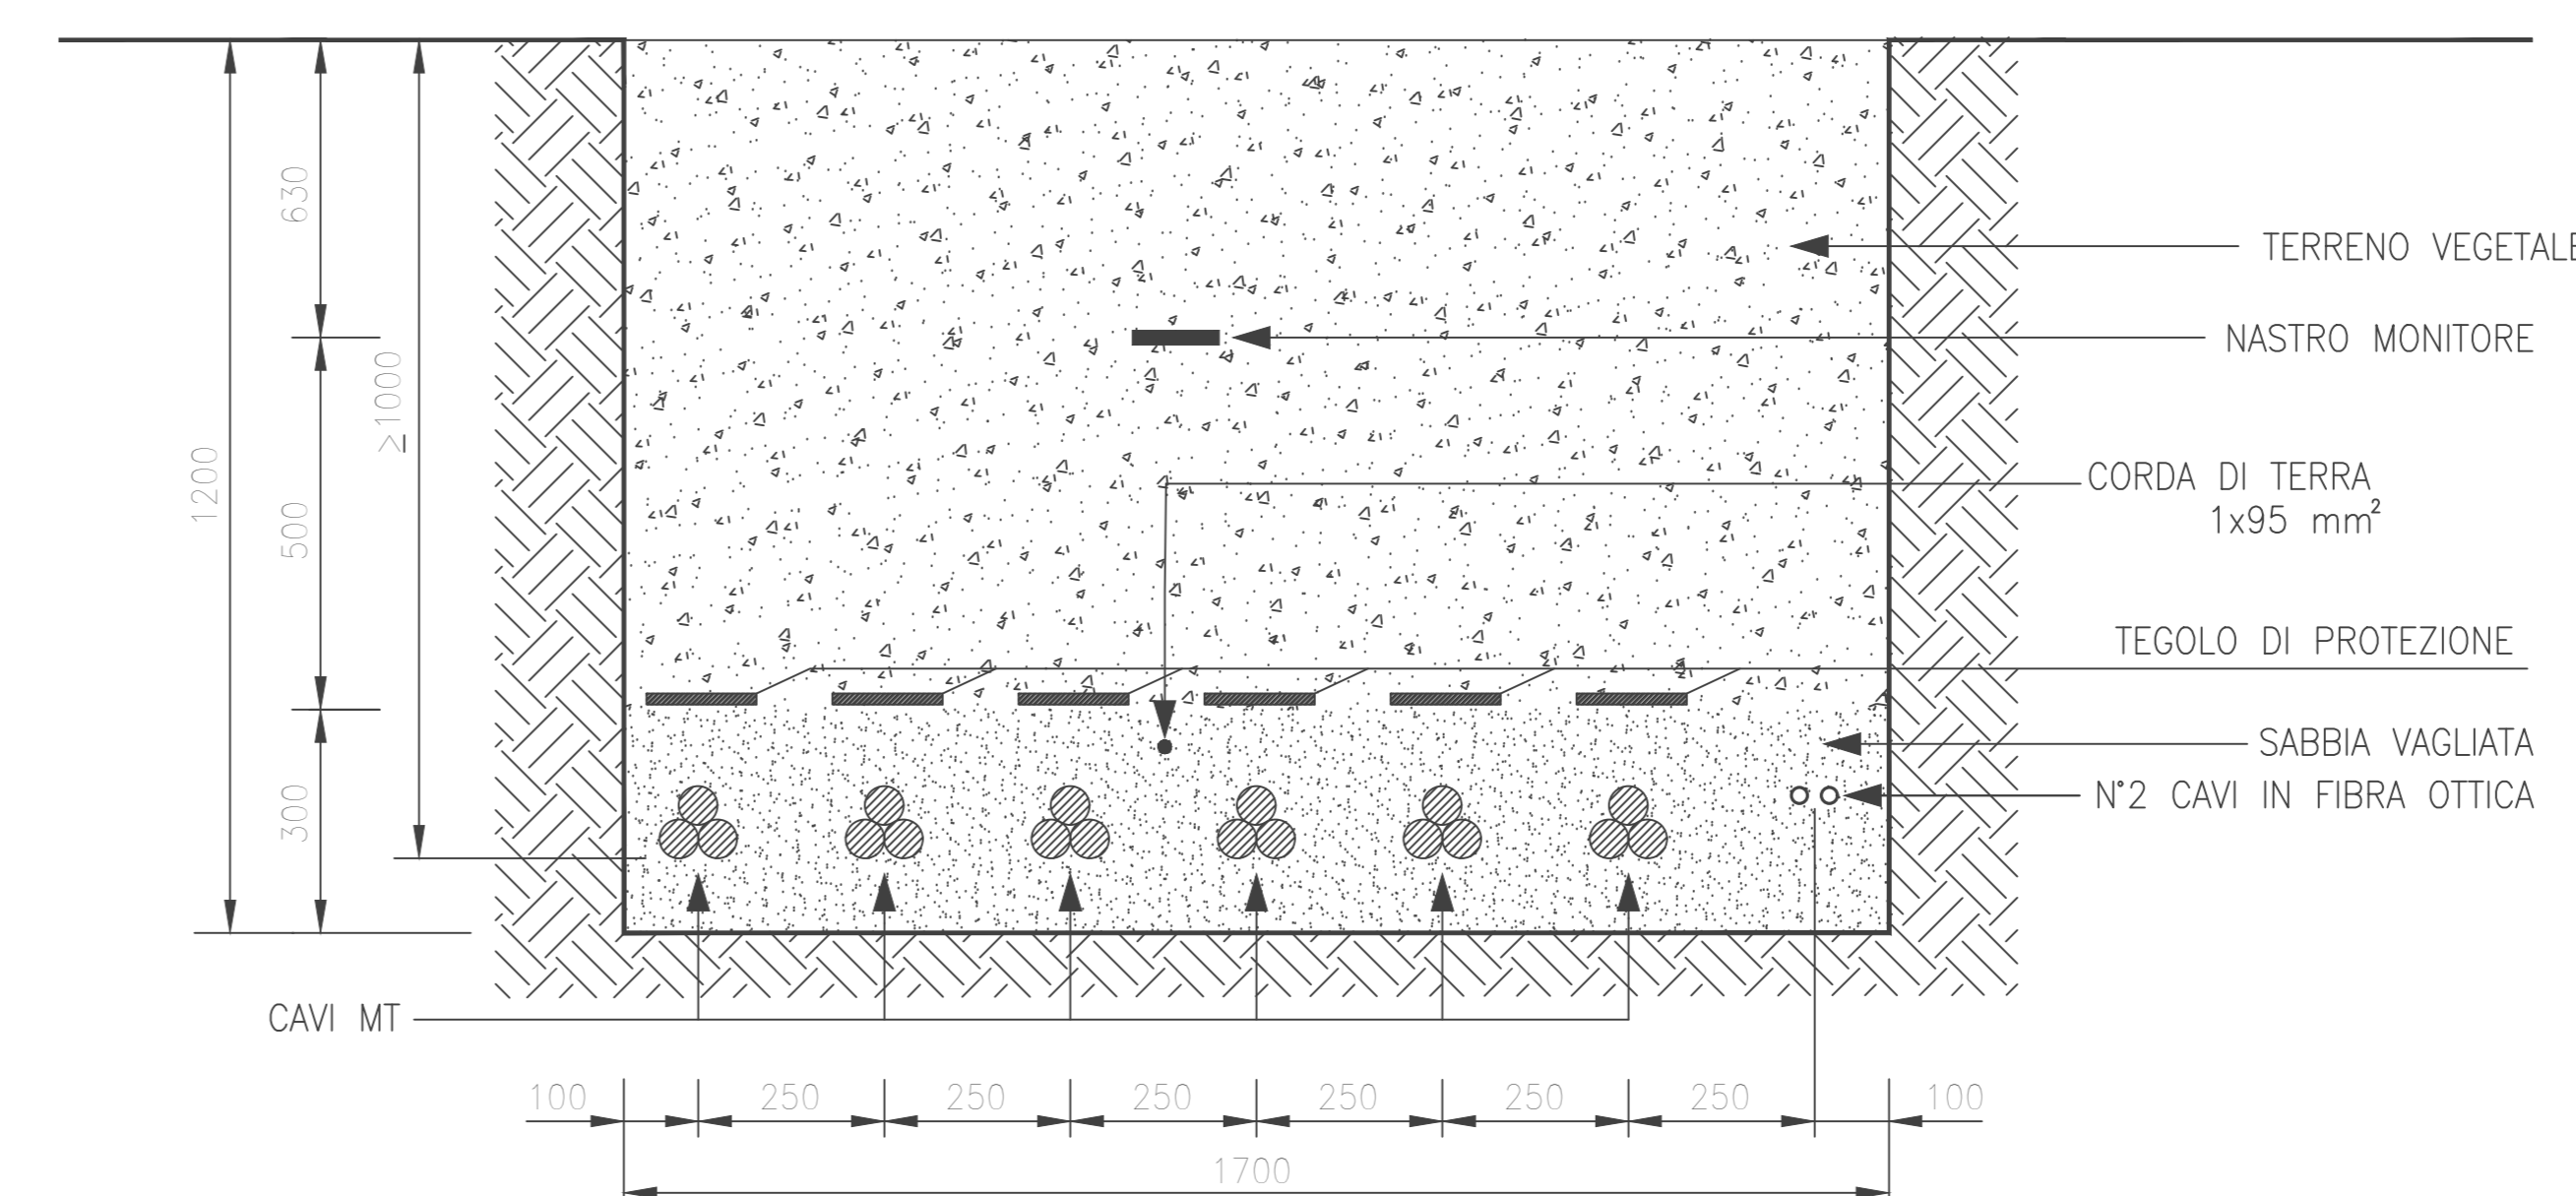 630
≥1000
1200
500
300
TERRENO VEGETALE
NASTRO MONITORE
CORDA DI TERRA
1x95 mm²
TEGOLO DI PROTEZIONE
SABBIA VAGLIATA
N°2 CAVI IN FIBRA OTTICA
CAVI MT
100 250 250 250 250 250 250 100
1700